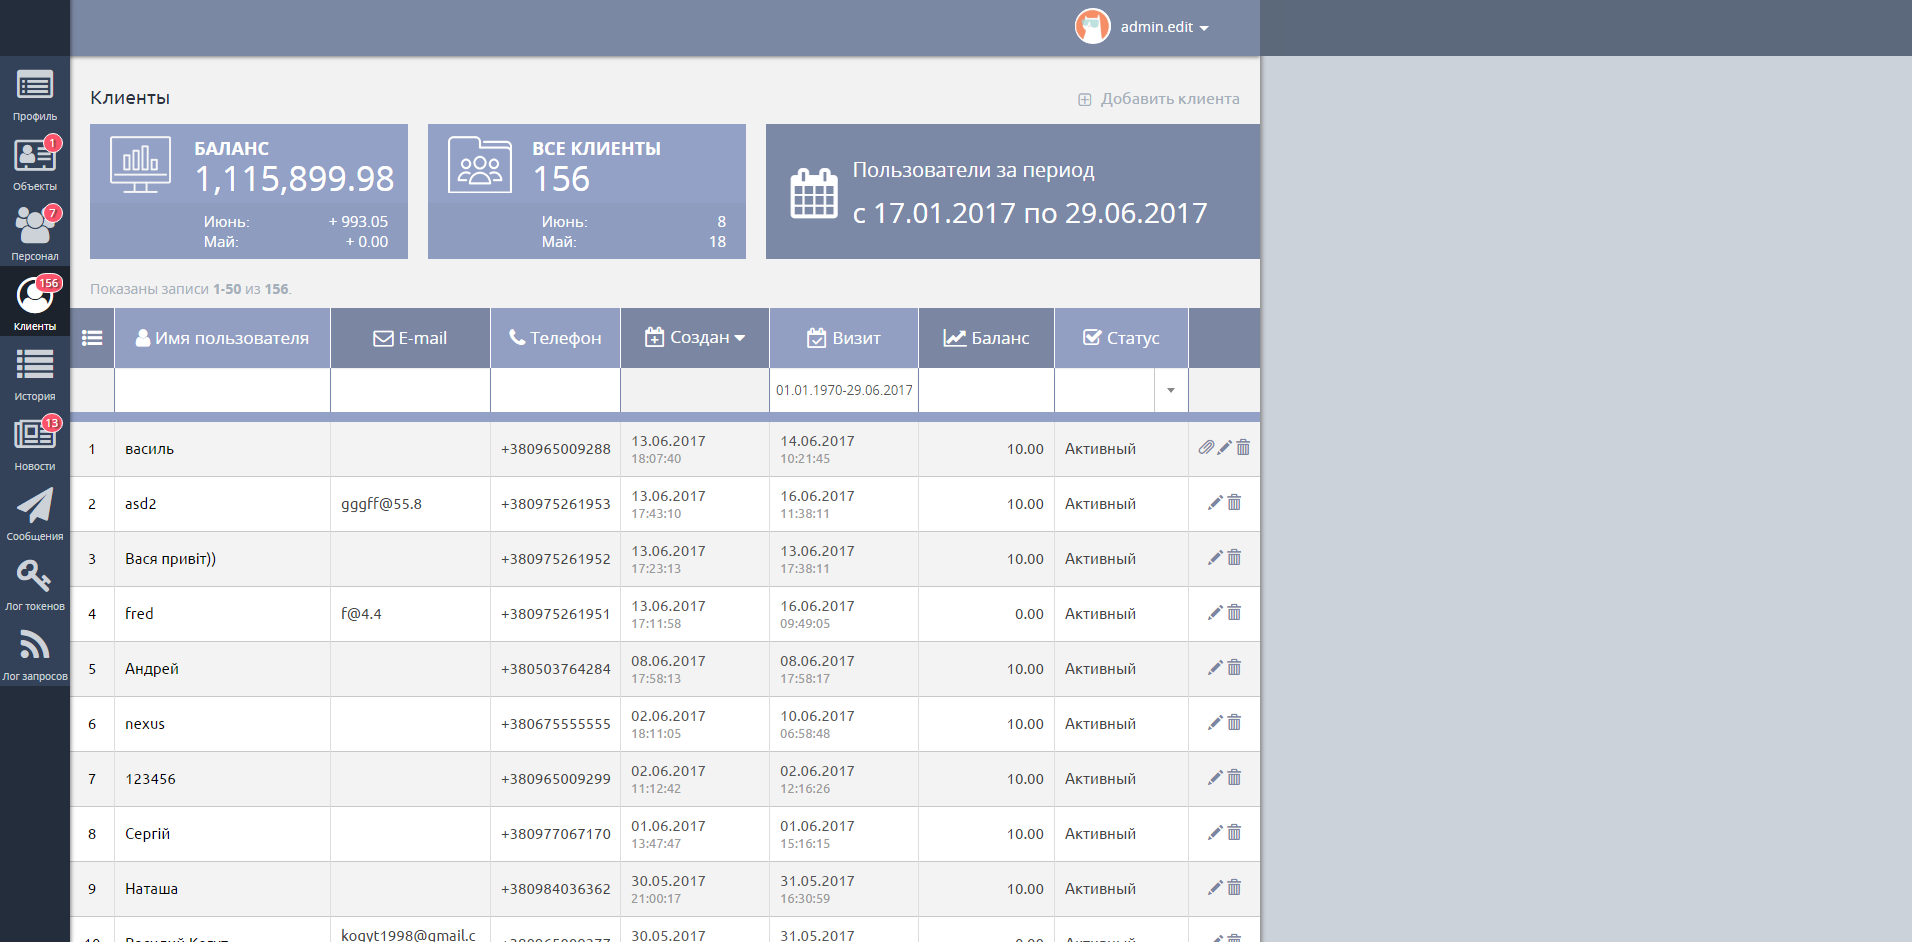 admin.edit
Профиль
1
Объекты
7
Персонал
156
Клиенты
История
13
Новости
Сообщения
Лог токенов
Лог запросов
Клиенты
Добавить клиента
БАЛАНС
1,115,899.98
Июнь: + 993.05
Май: + 0.00
ВСЕ КЛИЕНТЫ
156
Июнь: 8
Май: 18
Пользователи за период
с 17.01.2017 по 29.06.2017
Показаны записи 1-50 из 156.
Имя пользователя E-mail Телефон Создан Визит Баланс Статус
01.01.1970-29.06.2017
1 василь +380965009288 13.06.2017 18:07:40 14.06.2017 10:21:45 10.00 Активный
2 asd2 gggff@55.8 +380975261953 13.06.2017 17:43:10 16.06.2017 11:38:11 10.00 Активный
3 Вася привіт)) +380975261952 13.06.2017 17:23:13 13.06.2017 17:38:11 10.00 Активный
4 fred f@4.4 +380975261951 13.06.2017 17:11:58 16.06.2017 09:49:05 0.00 Активный
5 Андрей +380503764284 08.06.2017 17:58:13 08.06.2017 17:58:17 10.00 Активный
6 nexus +380675555555 02.06.2017 18:11:05 10.06.2017 06:58:48 10.00 Активный
7 123456 +380965009299 02.06.2017 11:12:42 02.06.2017 12:16:26 10.00 Активный
8 Сергій +380977067170 01.06.2017 13:47:47 01.06.2017 15:16:15 10.00 Активный
9 Наташа +380984036362 30.05.2017 21:00:17 31.05.2017 16:30:59 10.00 Активный
kogyt1998@gmail.c 30.05.2017 31.05.2017